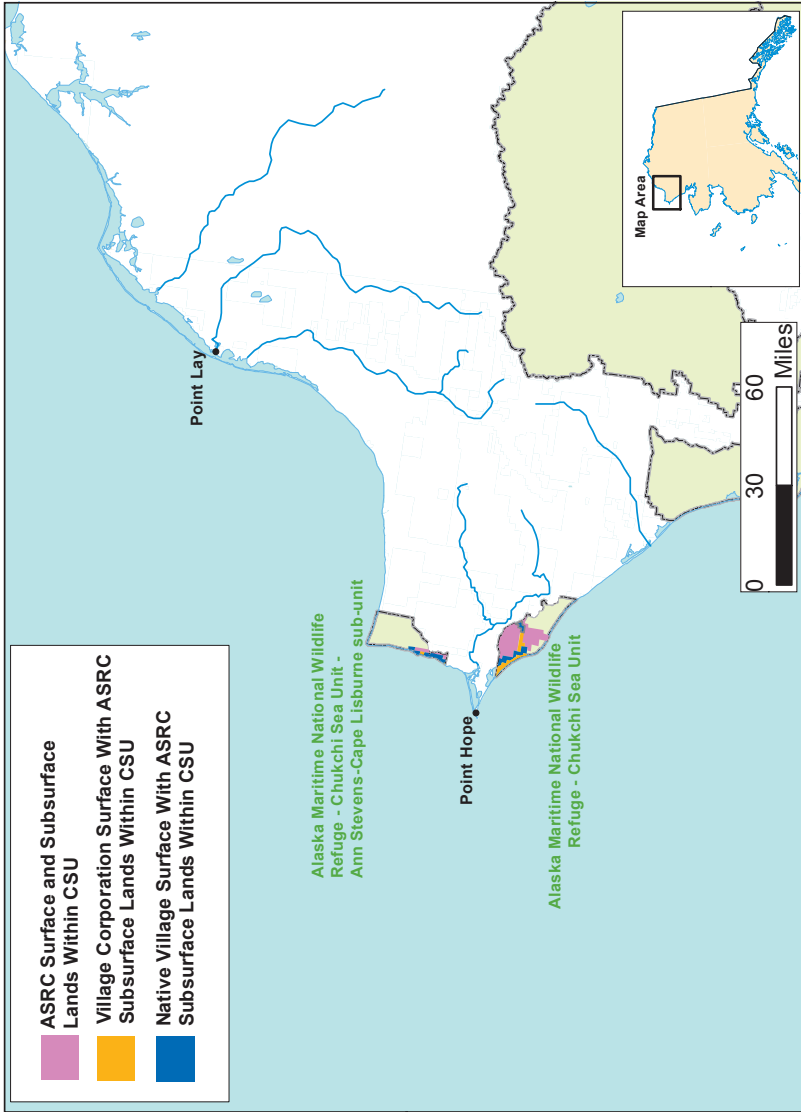 ASRC Surface and Subsurface
Lands Within CSU
Village Corporation Surface With ASRC
Subsurface Lands Within CSU
Native Village Surface With ASRC
Subsurface Lands Within CSU
Point Lay
Alaska Maritime National Wildlife
Refuge - Chukchi Sea Unit -
Ann Stevens-Cape Lisburne sub-unit
Point Hope
Alaska Maritime National Wildlife
Refuge - Chukchi Sea Unit
0 30 60
Miles
Map Area